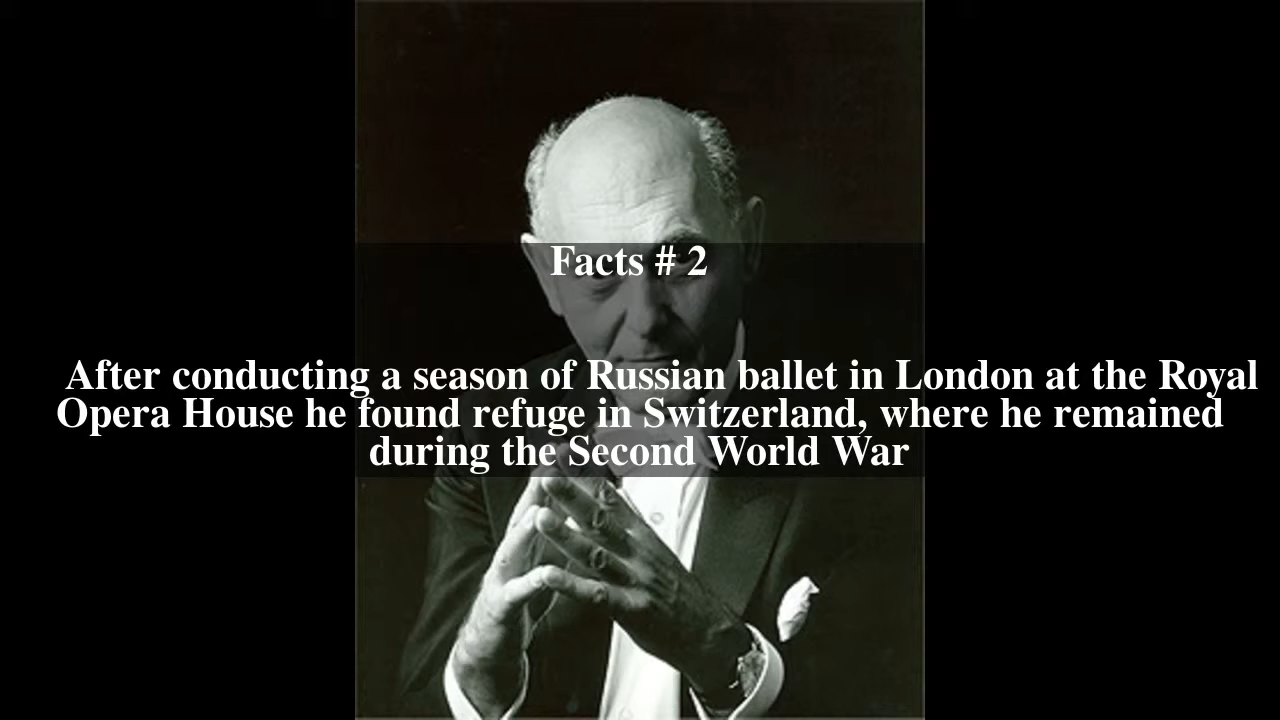 Facts # 2
After conducting a season of Russian ballet in London at the Royal
Opera House he found refuge in Switzerland, where he remained
during the Second World War